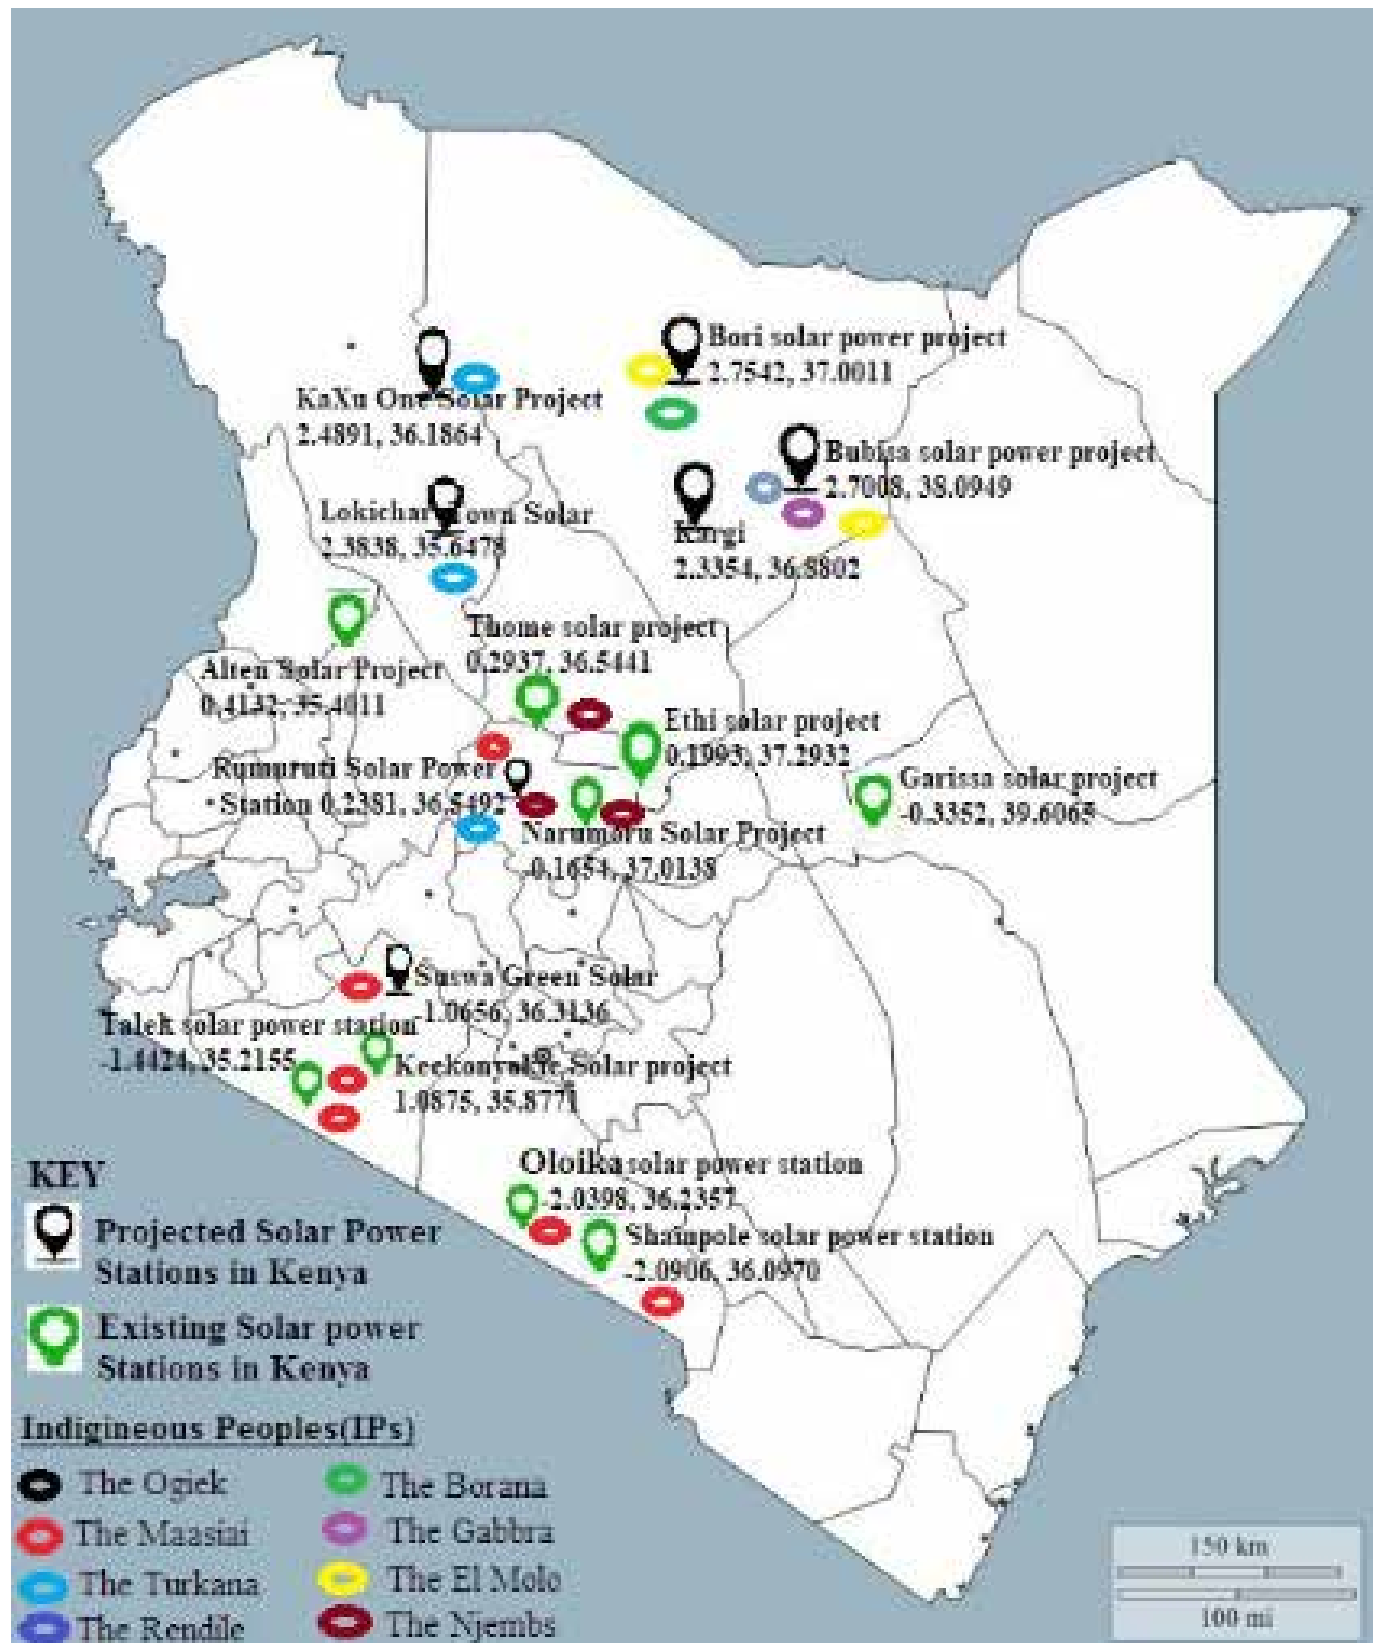 Bori solar power project
2.7542, 37.0011
KaXu One Solar Project
2.4891, 36.1864
Bubisa solar power project
2.7008, 38.0949
Lokichar Town Solar
2.3838, 35.6478
Kargi
2.3354, 36.8802
Thome solar project
0.2937, 36.5441
Alten Solar Project
0.4132, 35.4011
Ethi solar project
0.1993, 37.2932
Rumuruti Solar Power
Station 0.2381, 36.5492
Garissa solar project
-0.3352, 39.6065
Narumoru Solar Project
-0.1654, 37.0138
Suswa Green Solar
-1.0656, 36.3136
Talek solar power station
-1.4424, 35.2155
Keekonyokie Solar project
1.0875, 35.8771
Oloika solar power station
-2.0398, 36.2357
Shampole solar power station
-2.0906, 36.0970
KEY
Projected Solar Power
Stations in Kenya
Existing Solar power
Stations in Kenya
Indigineous Peoples(IPs)
The Ogiek
The Borana
The Maasiai
The Gabbra
The Turkana
The El Molo
The Rendile
The Njembs
150 km
100 mi